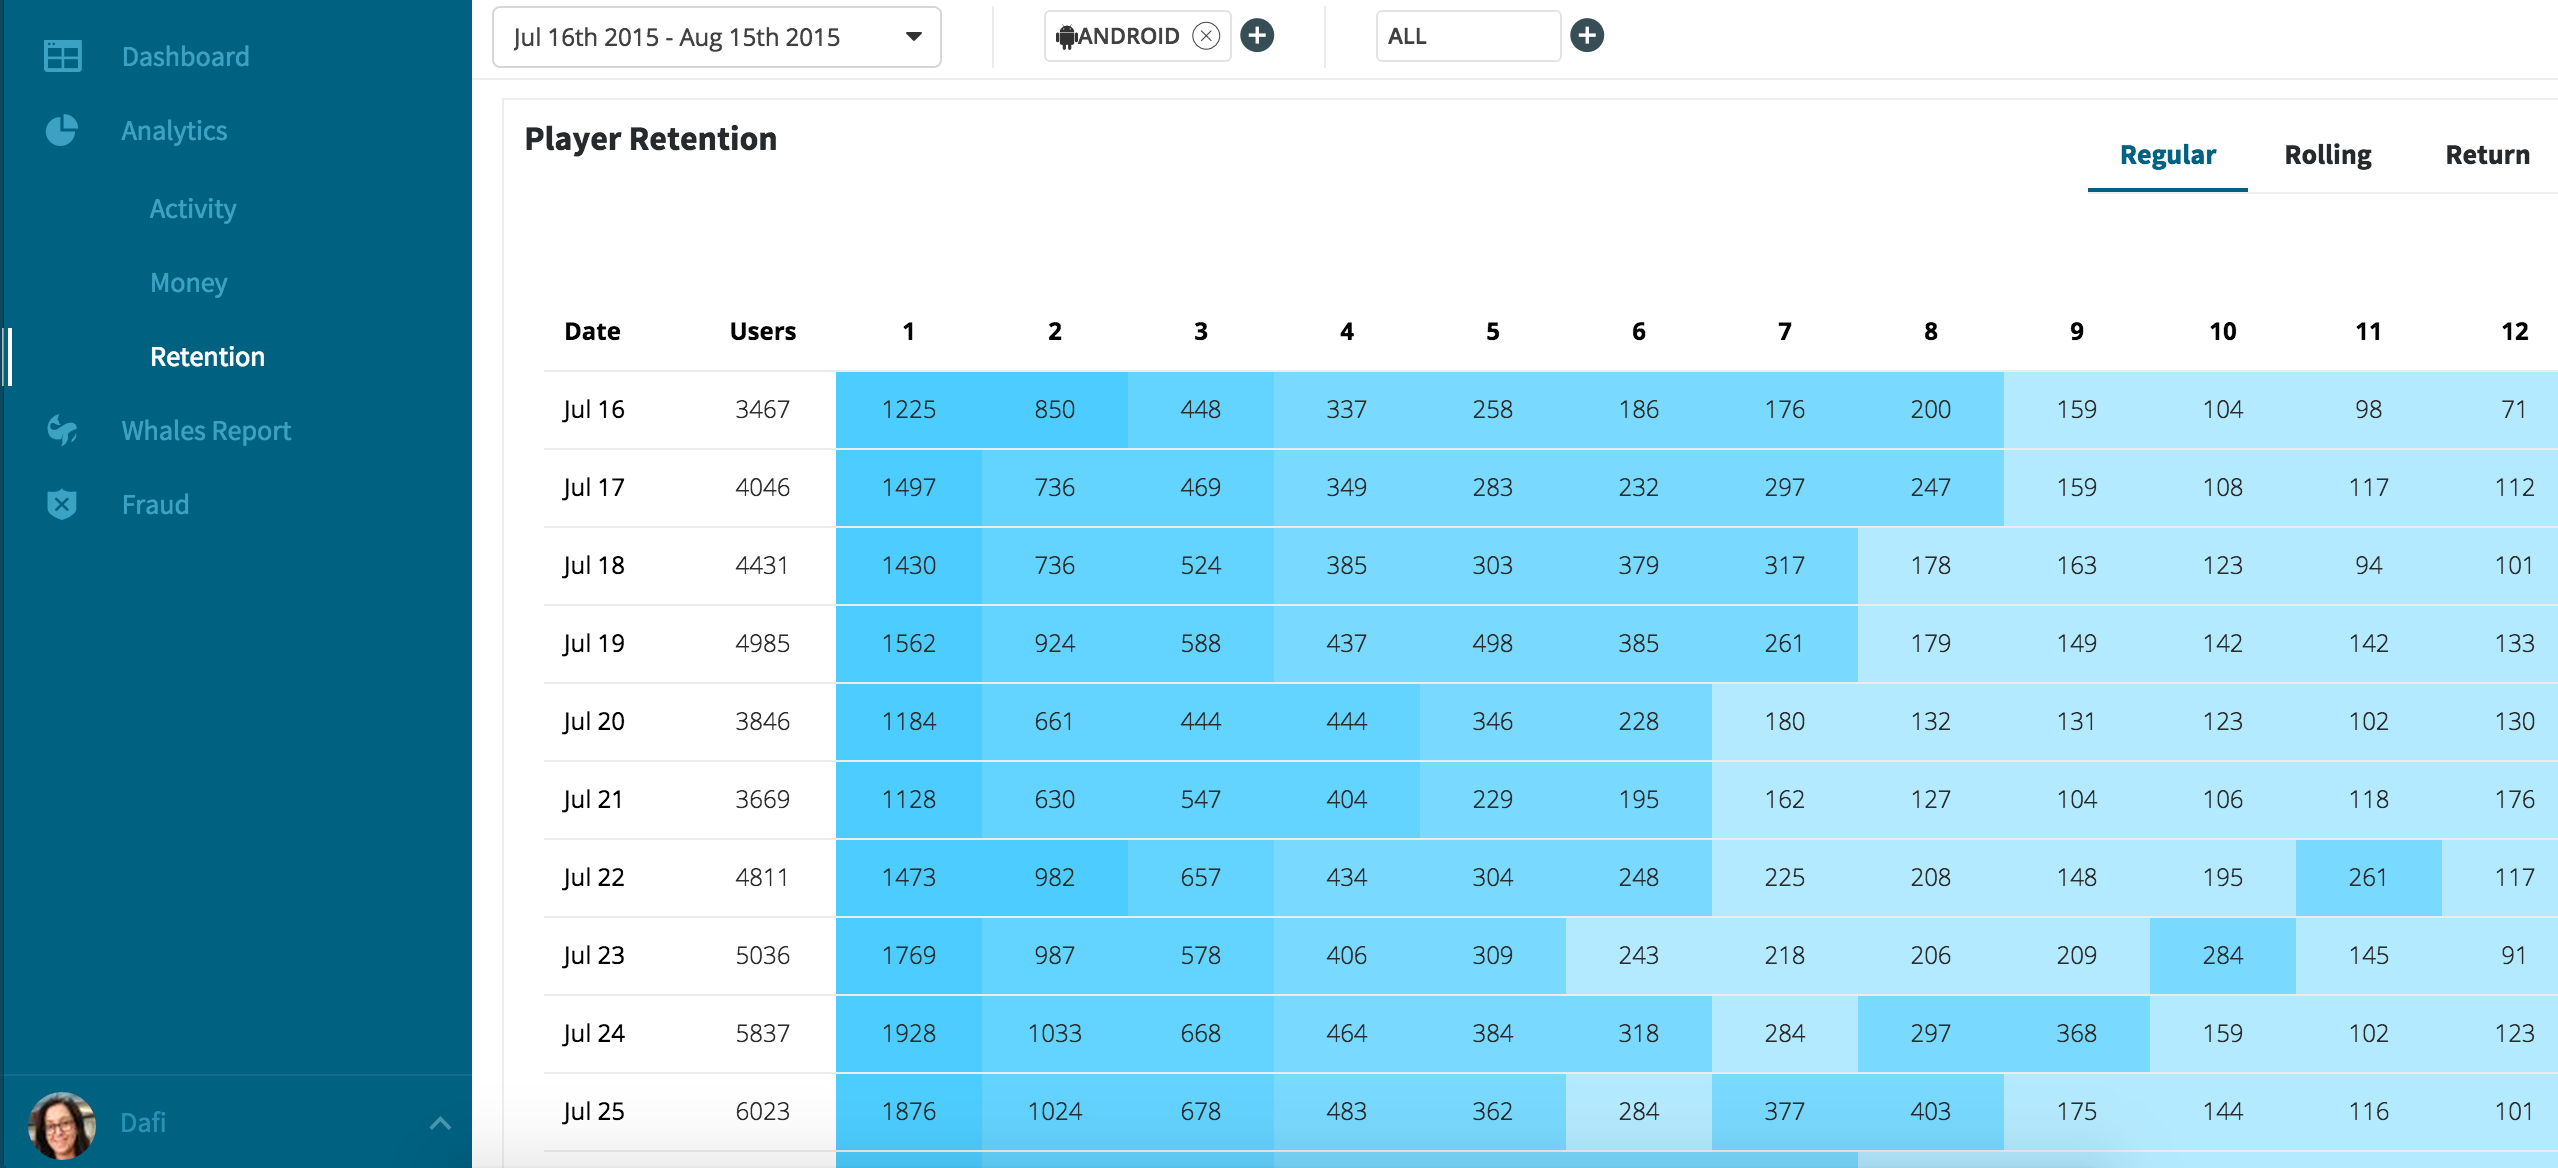 Dashboard
Analytics
Activity
Money
Retention
Whales Report
Fraud
Dafi
Jul 16th 2015 - Aug 15th 2015
ANDROID
ALL
Player Retention
Regular Rolling Return
Date Users 1 2 3 4 5 6 7 8 9 10 11 12
Jul 16 3467 1225 850 448 337 258 186 176 200 159 104 98 71
Jul 17 4046 1497 736 469 349 283 232 297 247 159 108 117 112
Jul 18 4431 1430 736 524 385 303 379 317 178 163 123 94 101
Jul 19 4985 1562 924 588 437 498 385 261 179 149 142 142 133
Jul 20 3846 1184 661 444 444 346 228 180 132 131 123 102 130
Jul 21 3669 1128 630 547 404 229 195 162 127 104 106 118 176
Jul 22 4811 1473 982 657 434 304 248 225 208 148 195 261 117
Jul 23 5036 1769 987 578 406 309 243 218 206 209 284 145 91
Jul 24 5837 1928 1033 668 464 384 318 284 297 368 159 102 123
Jul 25 6023 1876 1024 678 483 362 284 377 403 175 144 116 101